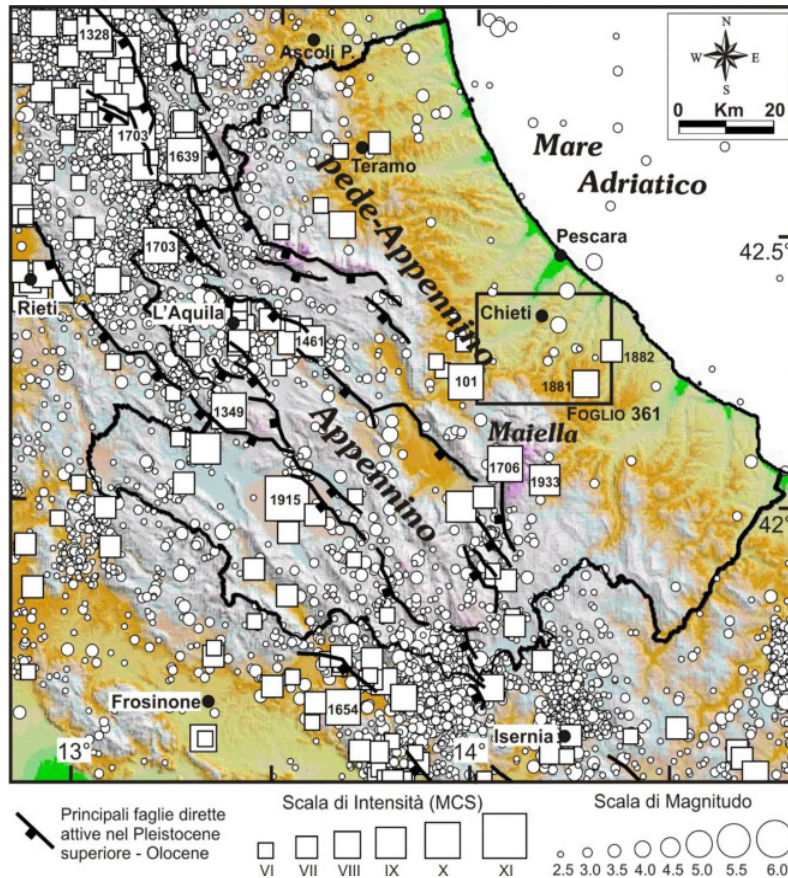 1328
Ascoli P.
N
W E
S
0 Km 20
1703
1639
Teramo
Mare
Adriatico
pede-Appennino
1703
Pescara
42.5°
Rieti
L'Aquila
Chieti
1461
1882
101
1881
FOGLIO 361
1349
Appennino
Maiella
1706
1933
1915
42°
Frosinone
1654
Isernia
13°
14°
Principali faglie dirette
attive nel Pleistocene
superiore - Olocene
Scala di Intensità (MCS)
VI VII VIII IX X XI
Scala di Magnitudo
2.5 3.0 3.5 4.0 4.5 5.0 5.5 6.0